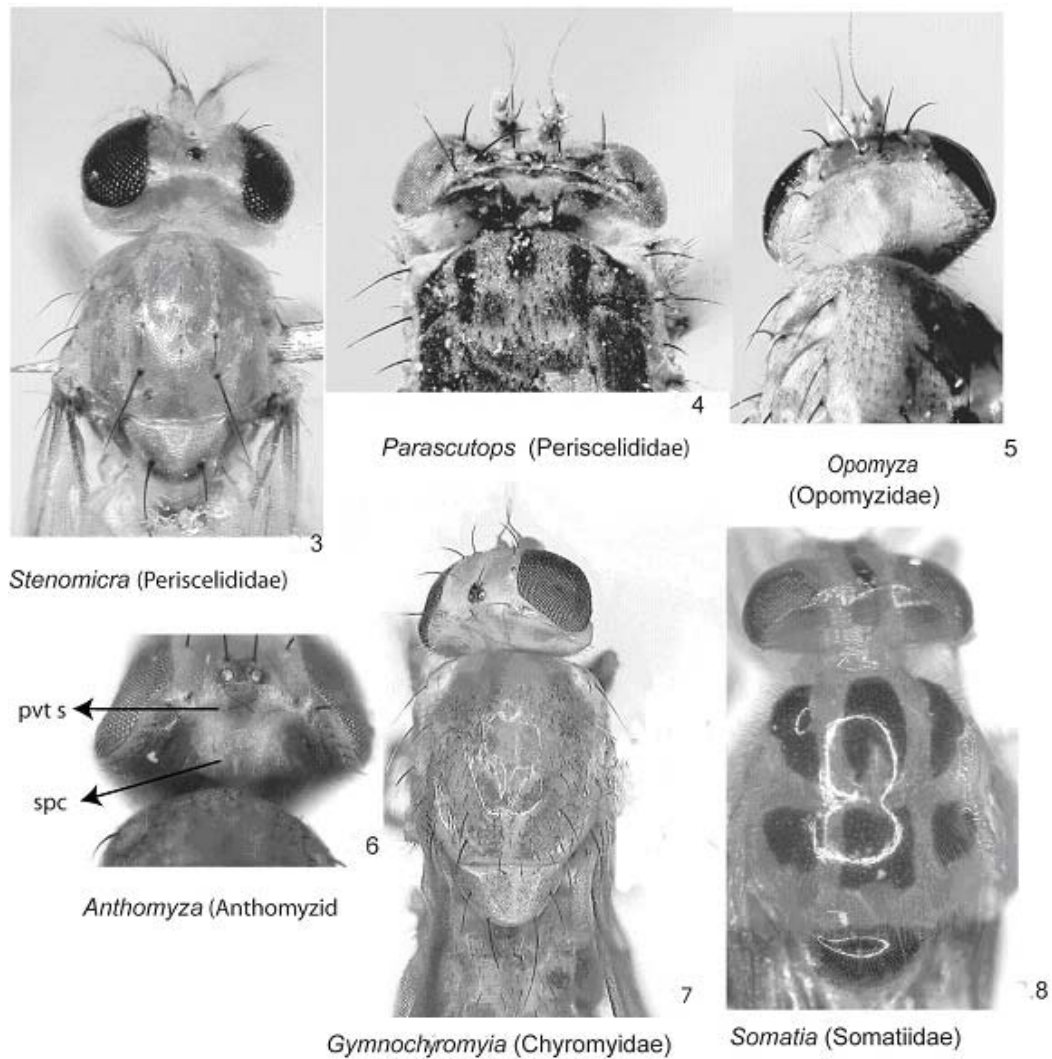 3
Stenomicra (Periscelididae)
4
Parascutops (Periscelididae)
5
Opomyza
(Opomyzidae)
pvt s
spc
6
Anthomyza (Anthomyzid
7
Gymnochyromyia (Chyromyidae)
8
Somatia (Somatiidae)